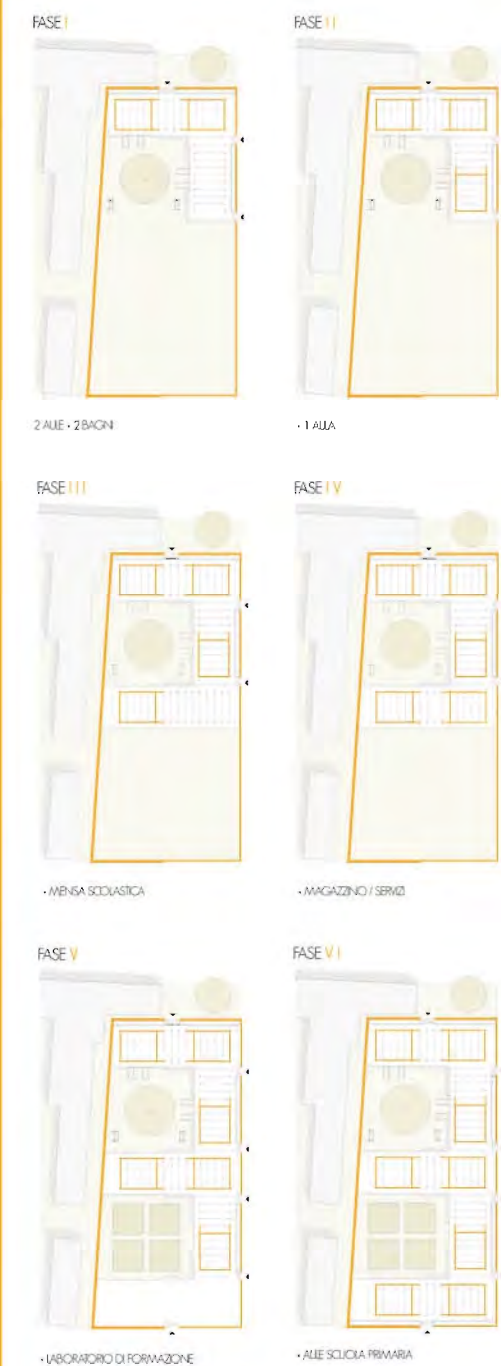 FASE I
FASE II
2 AULE • 2 BAGNI
• 1 AULA
FASE III
FASE IV
• MENSA SCOLASTICA
• MAGAZZINO / SERVIZI
FASE V
FASE VI
• LABORATORIO DI FORMAZIONE
• AULE SCUOLA PRIMARIA